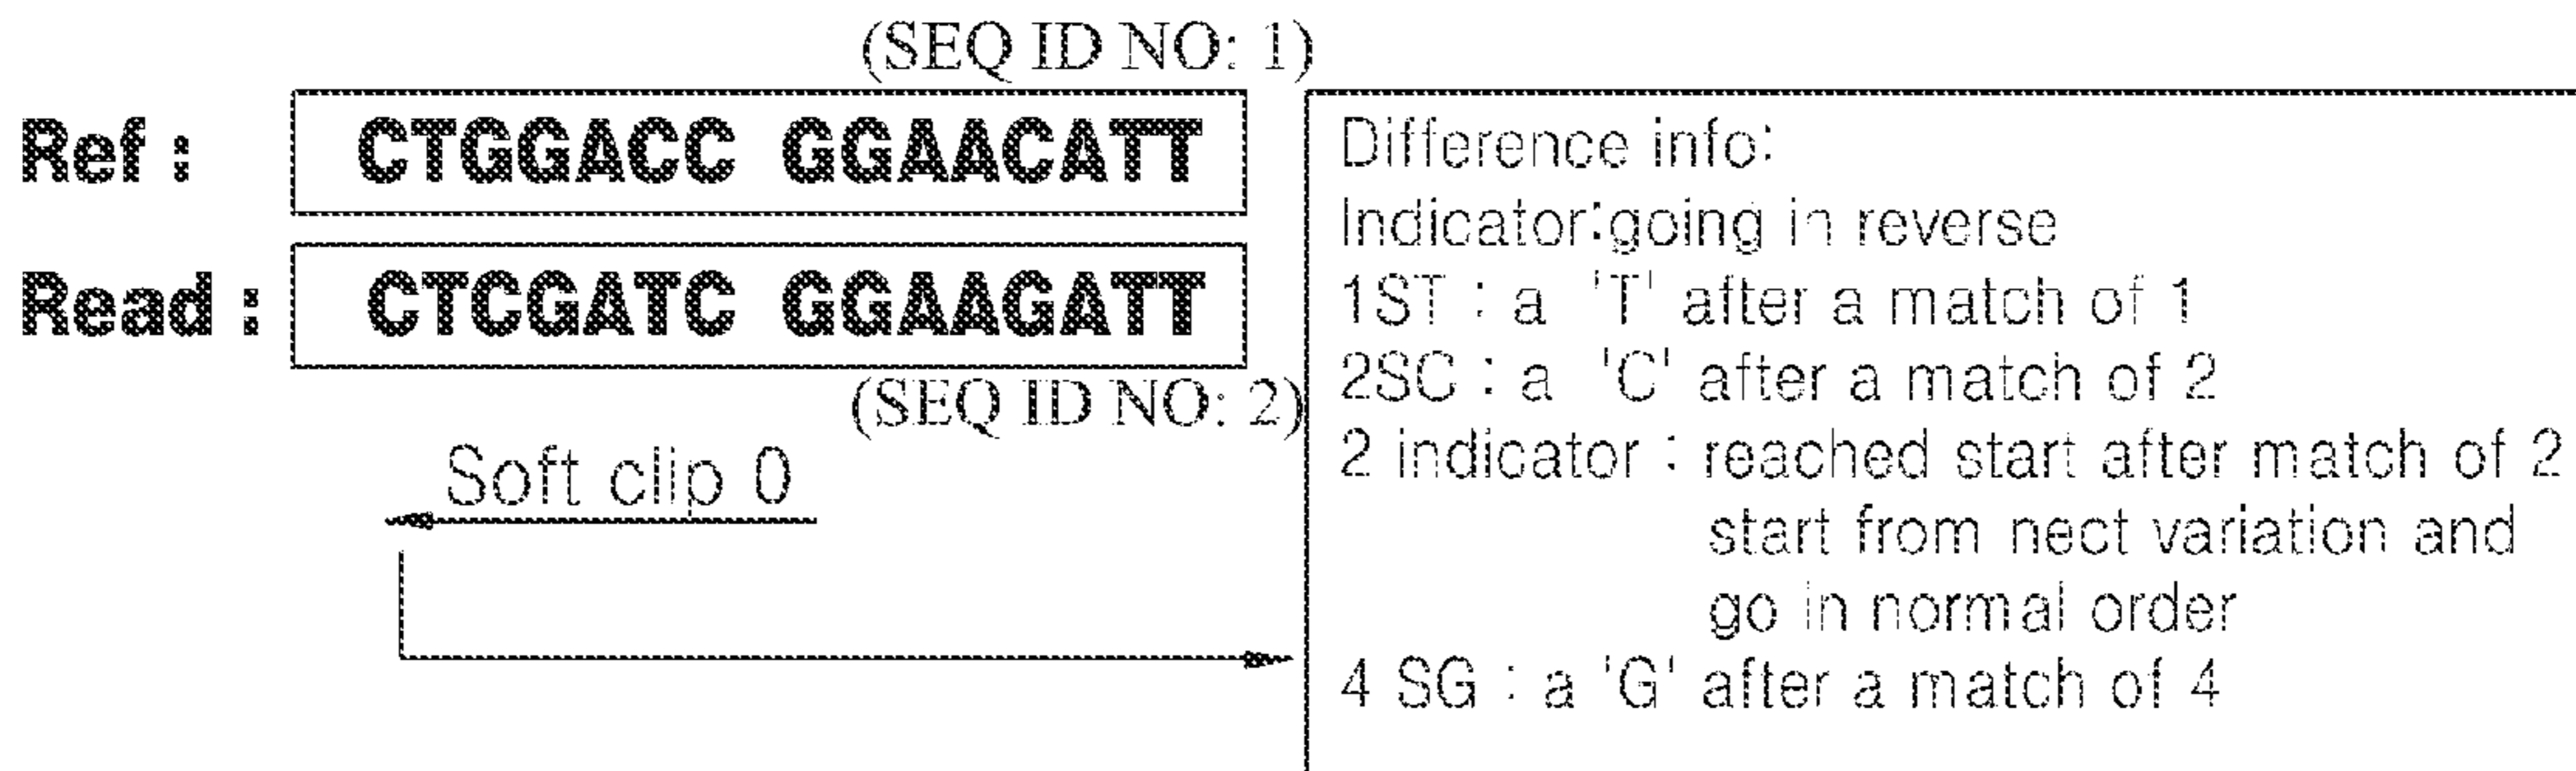 (SEQ ID NO: 1)
Ref : CTGGACC GGAACATT
Read : CTCGATC GGAAGATT
(SEQ ID NO: 2)
Soft clip 0
Difference info:
Indicator:going in reverse
1ST : a 'T' after a match of 1
2SC : a 'C' after a match of 2
2 indicator : reached start after match of 2
start from nect variation and
go in normal order
4 SG : a 'G' after a match of 4